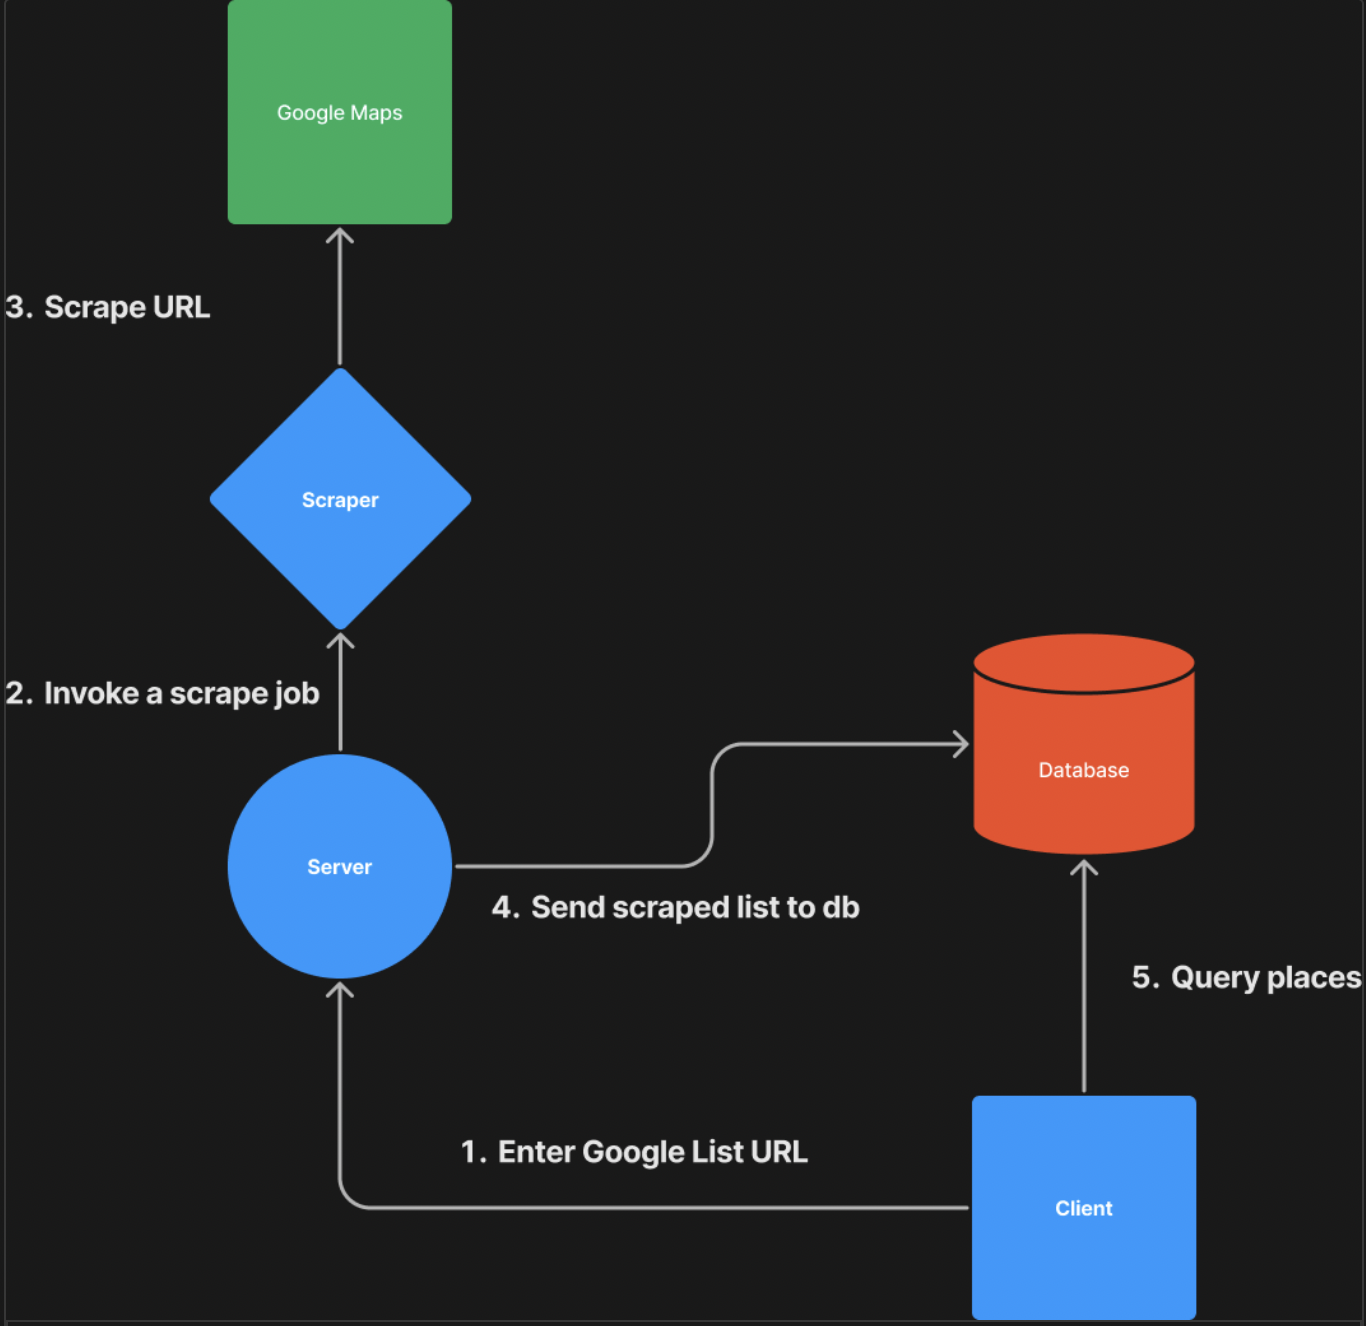 Google Maps
3. Scrape URL
Scraper
2. Invoke a scrape job
Database
Server
4. Send scraped list to db
5. Query places
1. Enter Google List URL
Client